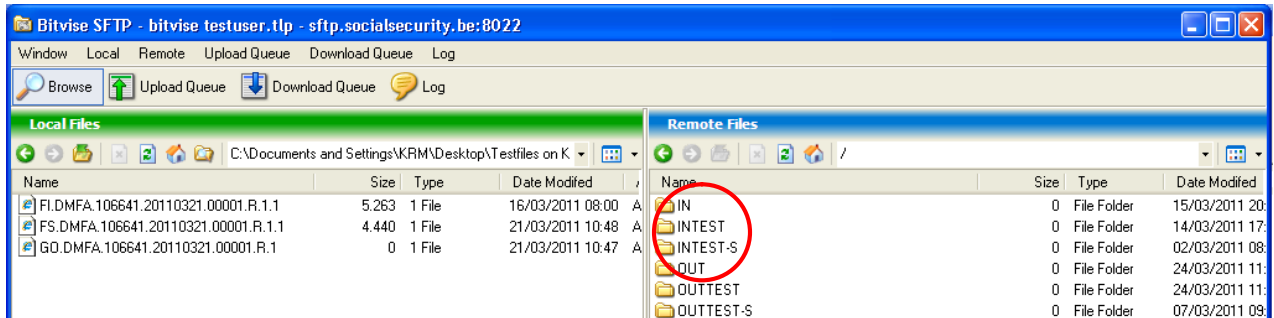 Bitvise SFTP - bitvise testuser.tlp - sftp.socialsecurity.be:8022
Window Local Remote Upload Queue Download Queue Log
Browse Upload Queue Download Queue Log
Local Files
C:\Documents and Settings\KRM\Desktop\Testfiles on K
Name Size Type Date Modifed
FI.DMFA.106641.20110321.00001.R.1.1 5.263 1 File 16/03/2011 08:00 A
FS.DMFA.106641.20110321.00001.R.1.1 4.440 1 File 21/03/2011 10:48 A
GO.DMFA.106641.20110321.00001.R.1 0 1 File 21/03/2011 10:47 A
Remote Files
/
Name Size Type Date Modifed
IN 0 File Folder 15/03/2011 20:
INTEST 0 File Folder 14/03/2011 17:
INTEST-S 0 File Folder 02/03/2011 08:
OUT 0 File Folder 24/03/2011 11:
OUTTEST 0 File Folder 24/03/2011 11:
OUTTEST-S 0 File Folder 07/03/2011 09: